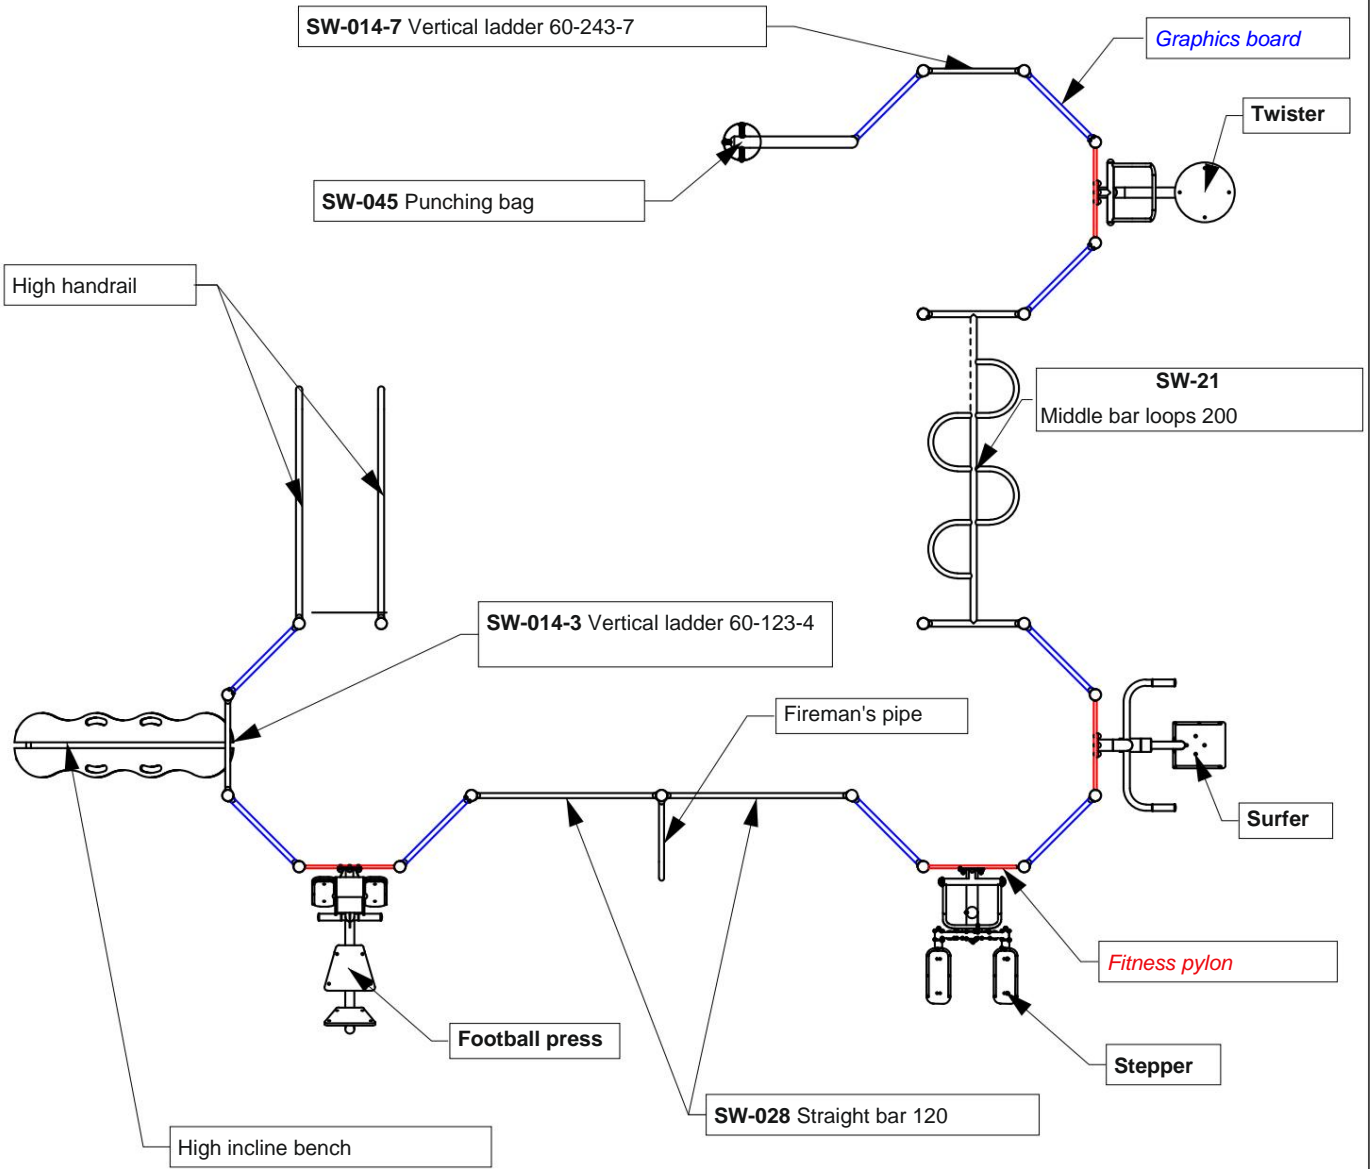 SW-014-7 Vertical ladder 60-243-7
Graphics board
Twister
SW-045 Punching bag
High handrail
SW-21
Middle bar loops 200
SW-014-3 Vertical ladder 60-123-4
Fireman's pipe
Surfer
Fitness pylon
Football press
Stepper
SW-028 Straight bar 120
High incline bench